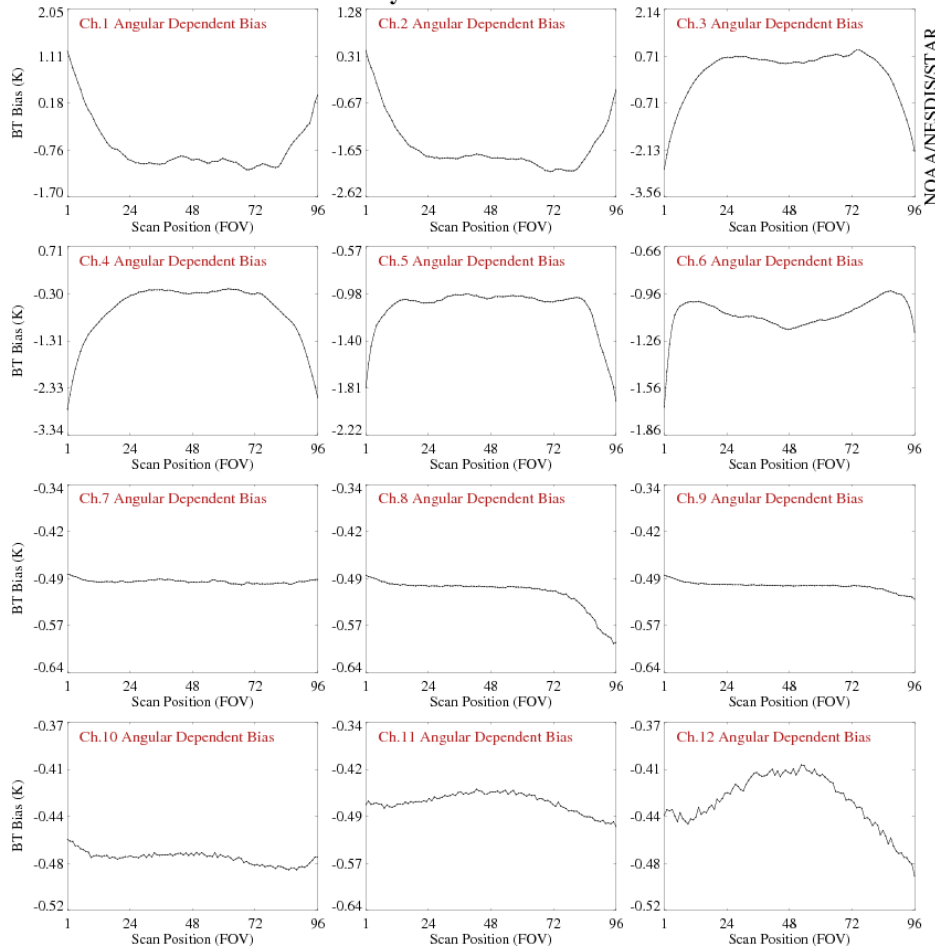 2.05
1.11
0.18
-0.76
-1.70
BT Bias (K)
Ch.1 Angular Dependent Bias
1 24 48 72 96
Scan Position (FOV)
1.28
0.31
-0.67
-1.65
-2.62
Ch.2 Angular Dependent Bias
1 24 48 72 96
Scan Position (FOV)
2.14
0.71
-0.71
-2.13
-3.56
Ch.3 Angular Dependent Bias
1 24 48 72 96
Scan Position (FOV)
NOAA/NESDIS/STAR
0.71
-0.30
-1.31
-2.33
-3.34
BT Bias (K)
Ch.4 Angular Dependent Bias
1 24 48 72 96
Scan Position (FOV)
-0.57
-0.98
-1.40
-1.81
-2.22
Ch.5 Angular Dependent Bias
1 24 48 72 96
Scan Position (FOV)
-0.66
-0.96
-1.26
-1.56
-1.86
Ch.6 Angular Dependent Bias
1 24 48 72 96
Scan Position (FOV)
-0.34
-0.42
-0.49
-0.57
-0.64
BT Bias (K)
Ch.7 Angular Dependent Bias
1 24 48 72 96
Scan Position (FOV)
-0.34
-0.42
-0.49
-0.57
-0.64
Ch.8 Angular Dependent Bias
1 24 48 72 96
Scan Position (FOV)
-0.34
-0.42
-0.49
-0.57
-0.64
Ch.9 Angular Dependent Bias
1 24 48 72 96
Scan Position (FOV)
-0.37
-0.41
-0.44
-0.48
-0.52
BT Bias (K)
Ch.10 Angular Dependent Bias
1 24 48 72 96
Scan Position (FOV)
-0.34
-0.42
-0.49
-0.57
-0.64
Ch.11 Angular Dependent Bias
1 24 48 72 96
Scan Position (FOV)
-0.37
-0.41
-0.44
-0.48
-0.52
Ch.12 Angular Dependent Bias
1 24 48 72 96
Scan Position (FOV)